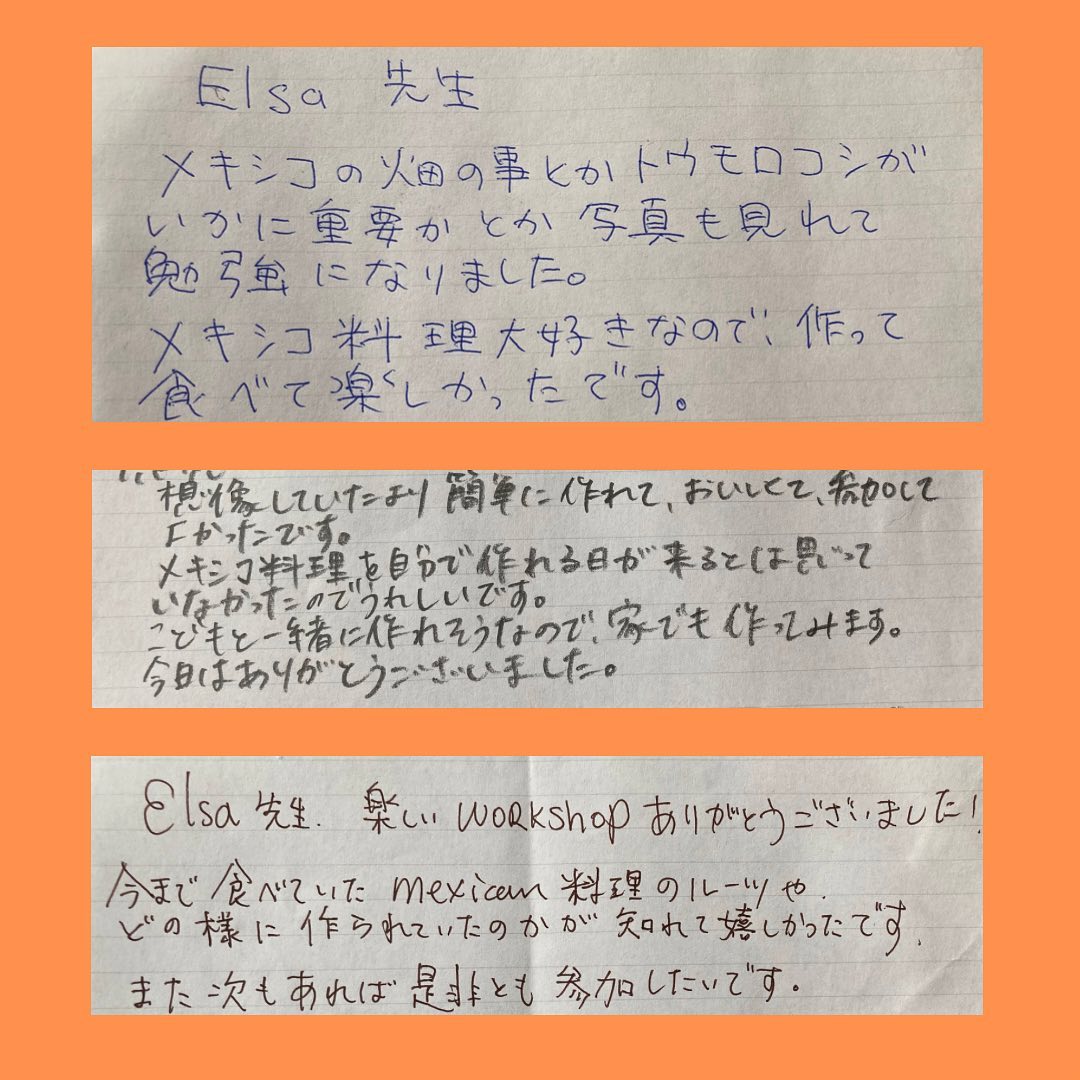 Elsa 先生
メキシコの畑の事とかトウモロコシが
いかに重要かとか 写真も見れて
勉強になりました。
メキシコ料理大好きなので、作って
食べて楽しかったです。
想像していたより簡単に作れて、おいしくて、参加して
よかったです。
メキシコ料理を自分で作れる日が来るとは思って
いなかったのでうれしいです。
こどもと一緒に作れそうなので、家でも作ってみます。
今日はありがとうございました。
Elsa 先生. 楽しい workshop ありがとうございました!
今まで食べていた mexican 料理のルーツや
どの様に作られていたのかが知れて嬉しかったです.
また次もあれば是非とも参加したいです.